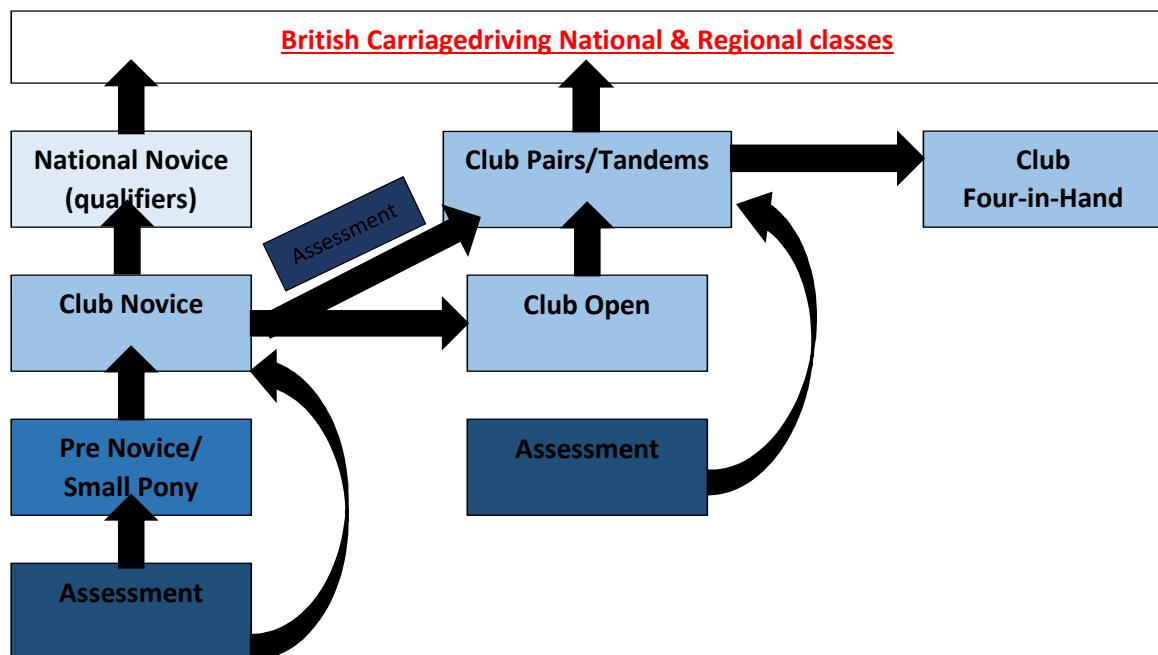 British Carriagedriving National & Regional classes
National Novice
(qualifiers)
Club Pairs/Tandems
Club
Four-in-Hand
Assessment
Club Novice
Club Open
Pre Novice/
Small Pony
Assessment
Assessment